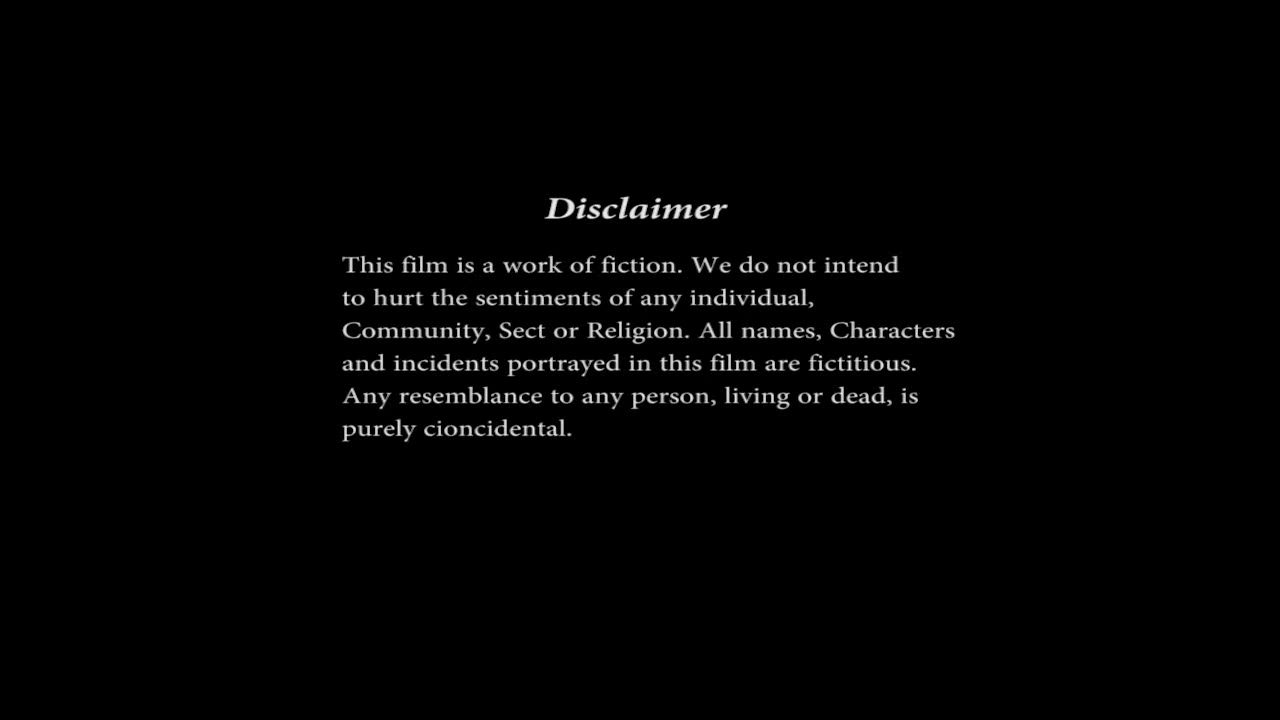 Disclaimer
This film is a work of fiction. We do not intend
to hurt the sentiments of any individual,
Community, Sect or Religion. All names, Characters
and incidents portrayed in this film are fictitious.
Any resemblance to any person, living or dead, is
purely cioncidental.